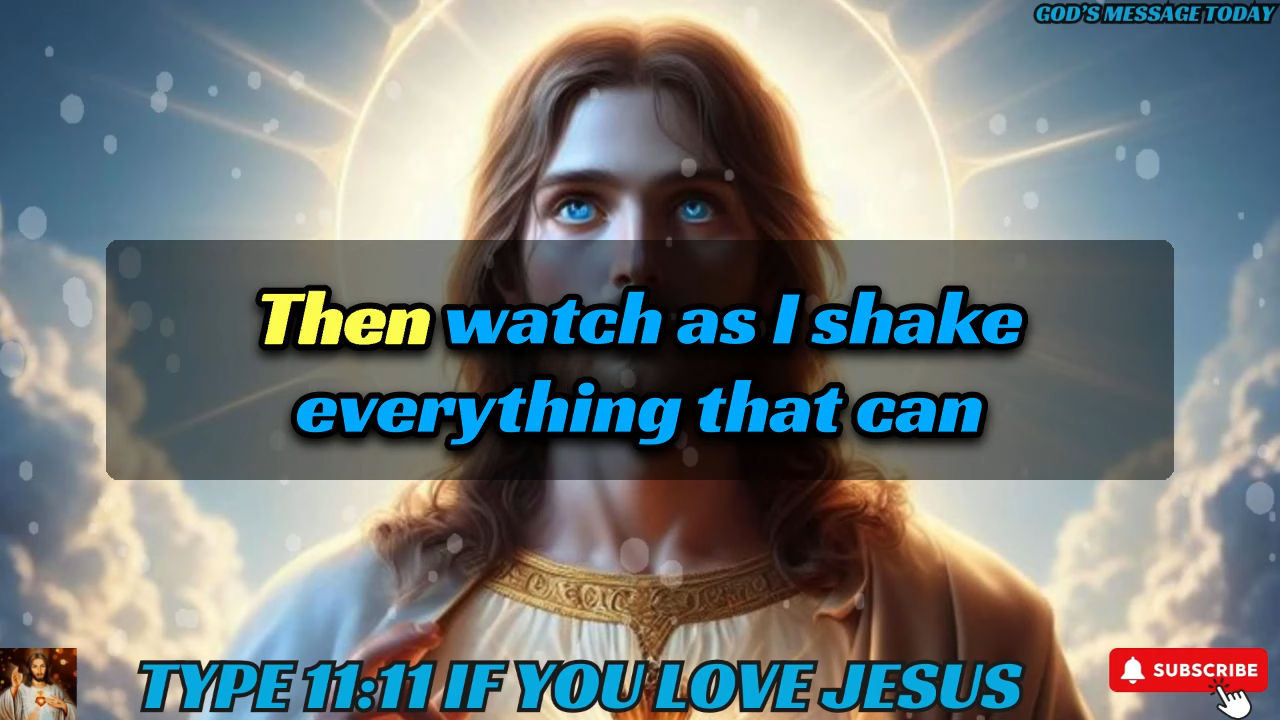 GOD'S MESSAGE TODAY
Then watch as I shake
everything that can
TYPE 11:11 IF YOU LOVE JESUS
SUBSCRIBE